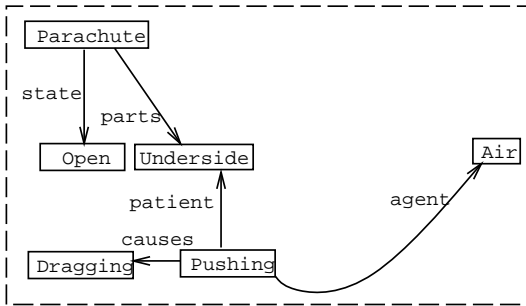 Parachute
state
parts
Open
Underside
Air
patient
agent
causes
Dragging
Pushing